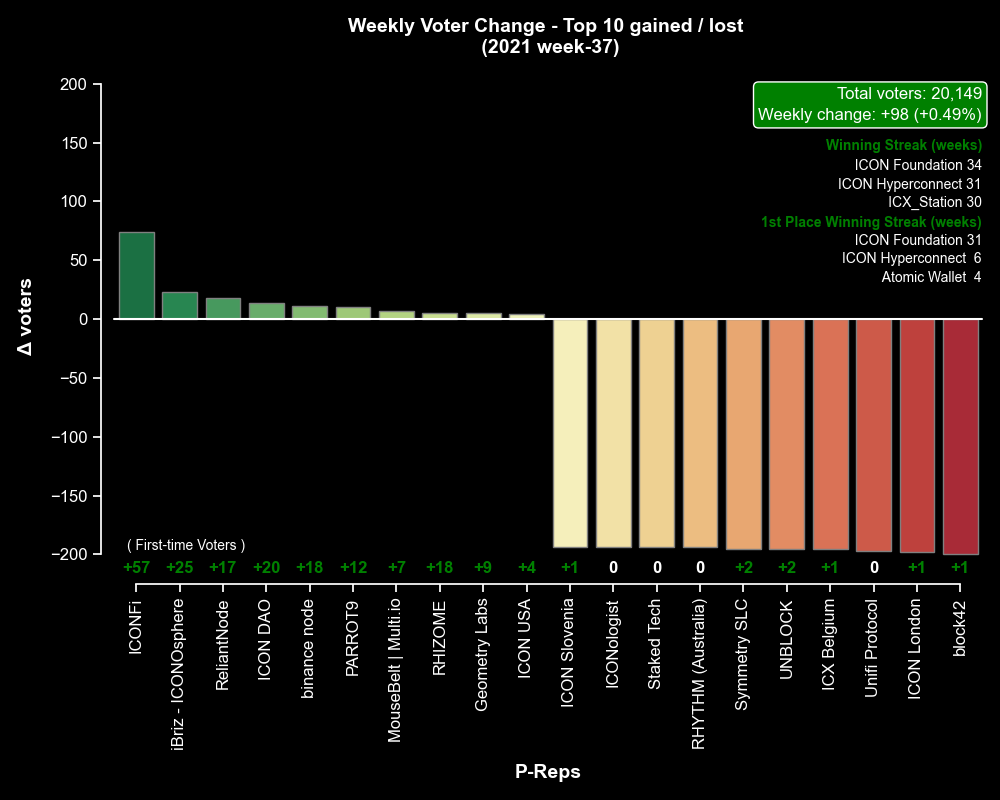 Weekly Voter Change - Top 10 gained / lost
(2021 week-37)
Total voters: 20,149
Weekly change: +98 (+0.49%)
Winning Streak (weeks)
ICON Foundation 34
ICON Hyperconnect 31
ICX_Station 30
1st Place Winning Streak (weeks)
ICON Foundation 31
ICON Hyperconnect 6
Atomic Wallet 4
Δ voters
200
150
100
50
0
−50
−100
−150
−200
( First-time Voters )
+57 +25 +17 +20 +18 +12 +7 +18 +9 +4 +1 0 0 0 +2 +2 +1 0 +1 +1
ICONFi
iBriz - ICONOsphere
ReliantNode
ICON DAO
binance node
PARROT9
MouseBelt | Multi.io
RHIZOME
Geometry Labs
ICON USA
ICON Slovenia
ICONologist
Staked Tech
RHYTHM (Australia)
Symmetry SLC
UNBLOCK
ICX Belgium
Unifi Protocol
ICON London
block42
P-Reps